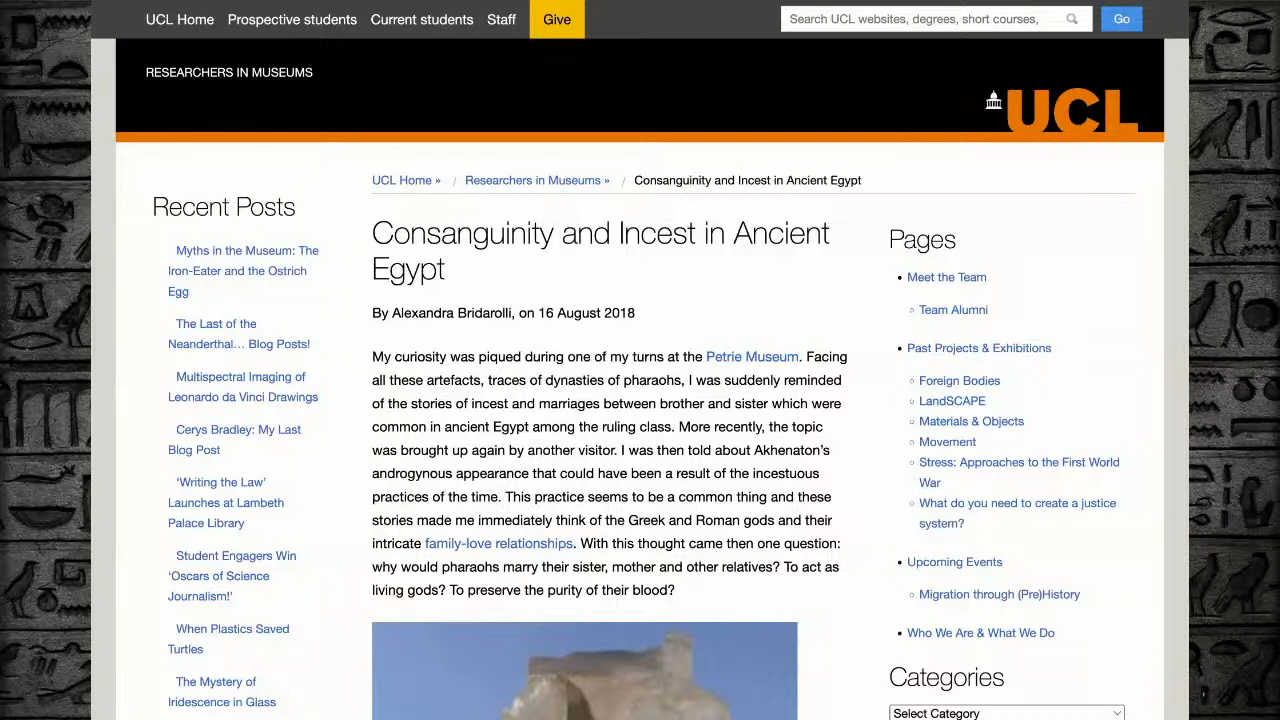 UCL Home Prospective students Current students Staff Give
Search UCL websites, degrees, short courses, Go
RESEARCHERS IN MUSEUMS
UCL
UCL Home » / Researchers in Museums » / Consanguinity and Incest in Ancient Egypt
Recent Posts
Myths in the Museum: The
Iron-Eater and the Ostrich
Egg
The Last of the
Neanderthal… Blog Posts!
Multispectral Imaging of
Leonardo da Vinci Drawings
Cerys Bradley: My Last
Blog Post
‘Writing the Law’
Launches at Lambeth
Palace Library
Student Engagers Win
‘Oscars of Science
Journalism!’
When Plastics Saved
Turtles
The Mystery of
Iridescence in Glass
Consanguinity and Incest in Ancient
Egypt
By Alexandra Bridarolli, on 16 August 2018
My curiosity was piqued during one of my turns at the Petrie Museum. Facing
all these artefacts, traces of dynasties of pharaohs, I was suddenly reminded
of the stories of incest and marriages between brother and sister which were
common in ancient Egypt among the ruling class. More recently, the topic
was brought up again by another visitor. I was then told about Akhenaton’s
androgynous appearance that could have been a result of the incestuous
practices of the time. This practice seems to be a common thing and these
stories made me immediately think of the Greek and Roman gods and their
intricate family-love relationships. With this thought came then one question:
why would pharaohs marry their sister, mother and other relatives? To act as
living gods? To preserve the purity of their blood?
Pages
• Meet the Team
◦ Team Alumni
• Past Projects & Exhibitions
◦ Foreign Bodies
◦ LandSCAPE
◦ Materials & Objects
◦ Movement
◦ Stress: Approaches to the First World
War
◦ What do you need to create a justice
system?
• Upcoming Events
◦ Migration through (Pre)History
• Who We Are & What We Do
Categories
Select Category